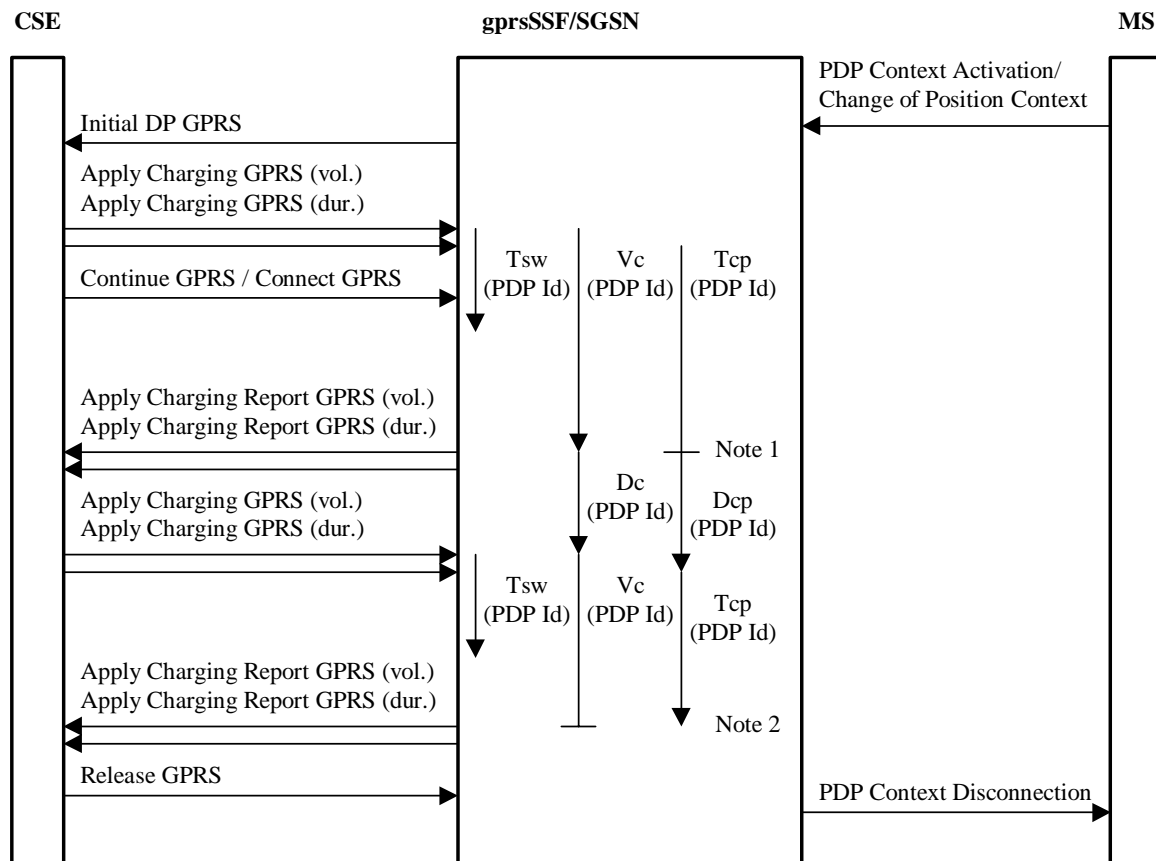 CSE
gprsSSF/SGSN
MS
PDP Context Activation/
Change of Position Context
Initial DP GPRS
Apply Charging GPRS (vol.)
Apply Charging GPRS (dur.)
Tsw
(PDP Id)
Vc
(PDP Id)
Tcp
(PDP Id)
Continue GPRS / Connect GPRS
Apply Charging Report GPRS (vol.)
Apply Charging Report GPRS (dur.)
Note 1
Dc
(PDP Id)
Dcp
(PDP Id)
Apply Charging GPRS (vol.)
Apply Charging GPRS (dur.)
Tsw
(PDP Id)
Vc
(PDP Id)
Tcp
(PDP Id)
Apply Charging Report GPRS (vol.)
Apply Charging Report GPRS (dur.)
Note 2
Release GPRS
PDP Context Disconnection